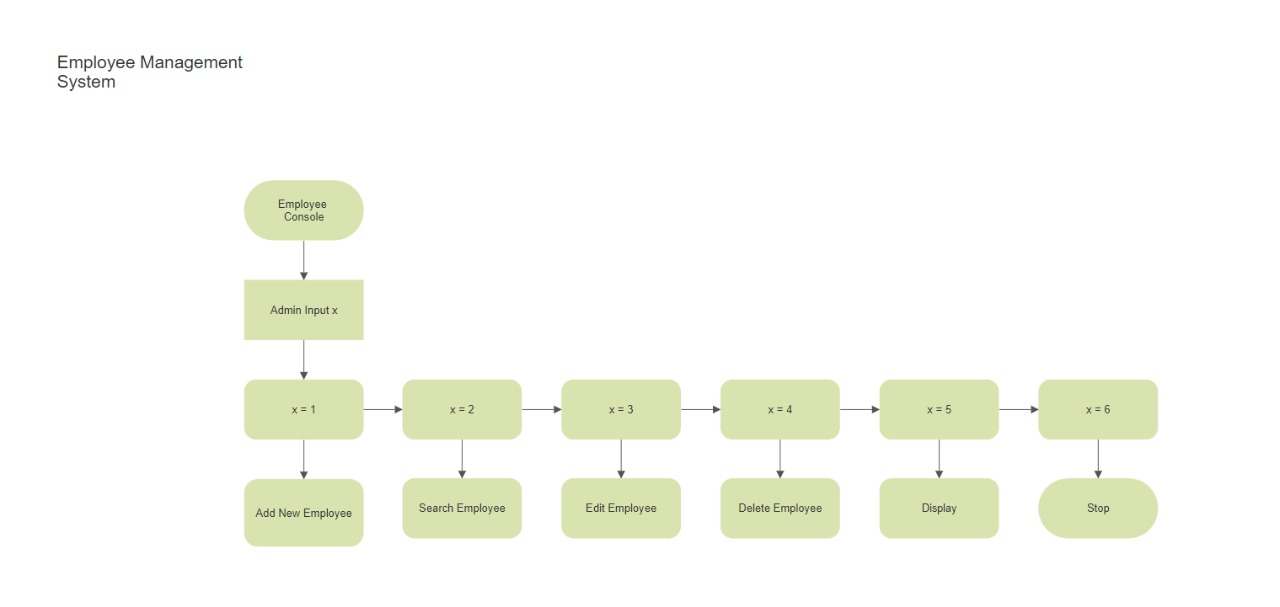 Employee Management
System
Employee
Console
Admin Input x
x = 1
x = 2
x = 3
x = 4
x = 5
x = 6
Add New Employee
Search Employee
Edit Employee
Delete Employee
Display
Stop